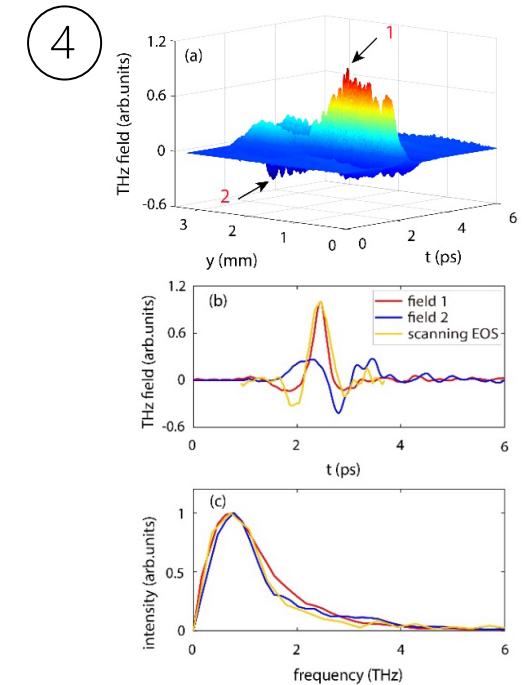 4
(a)
1
1.2
0.6
0
-0.6
THz field (arb.units)
2
3
2
1
0
y (mm)
0
2
4
6
t (ps)
(b)
1.2
0.6
0
-0.6
THz field (arb.units)
field 1
field 2
scanning EOS
0
2
4
6
t (ps)
(c)
1
0.5
0
intensity (arb.units)
0
2
4
6
frequency (THz)